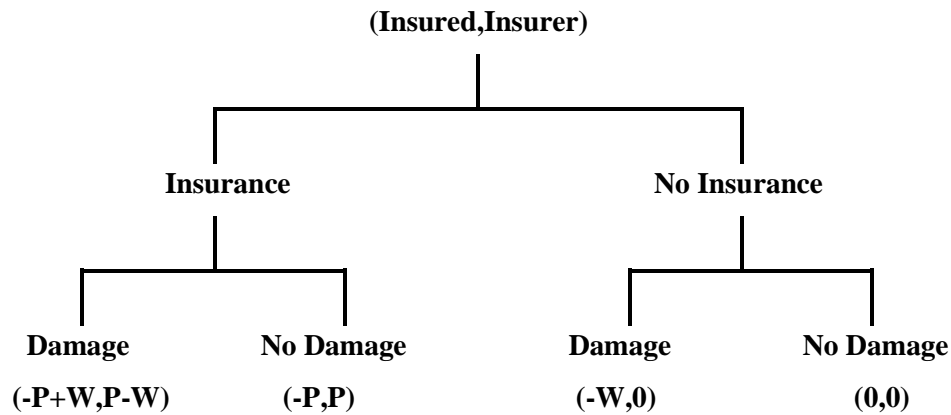 (Insured,Insurer)
Insurance No Insurance
Damage No Damage Damage No Damage
(-P+W,P-W) (-P,P) (-W,0) (0,0)